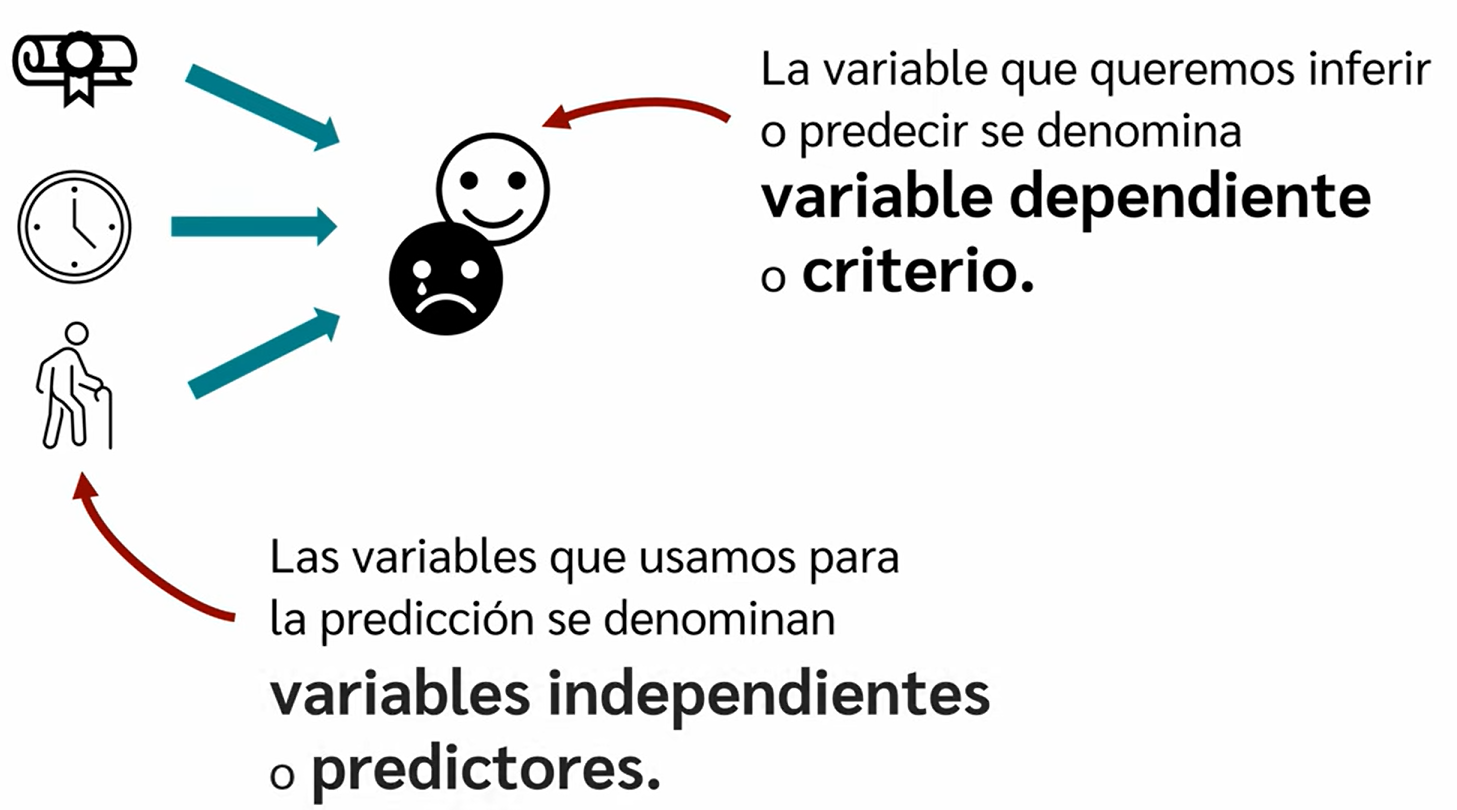 La variable que queremos inferir
o predecir se denomina
variable dependiente
o criterio.
Las variables que usamos para
la predicción se denominan
variables independientes
o predictores.